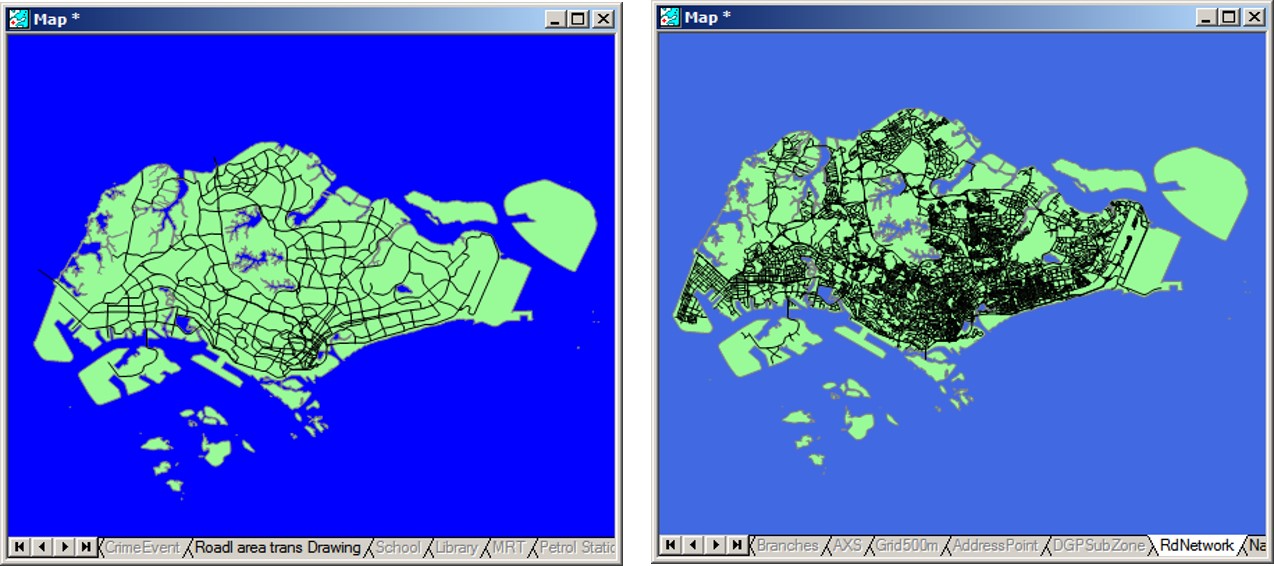 Map *
Map *
CrimeEvent Roadl area trans Drawing School Library MRT Petrol Static
Branches AXS Grid500m AddressPoint DGPSubZone RdNetwork Na